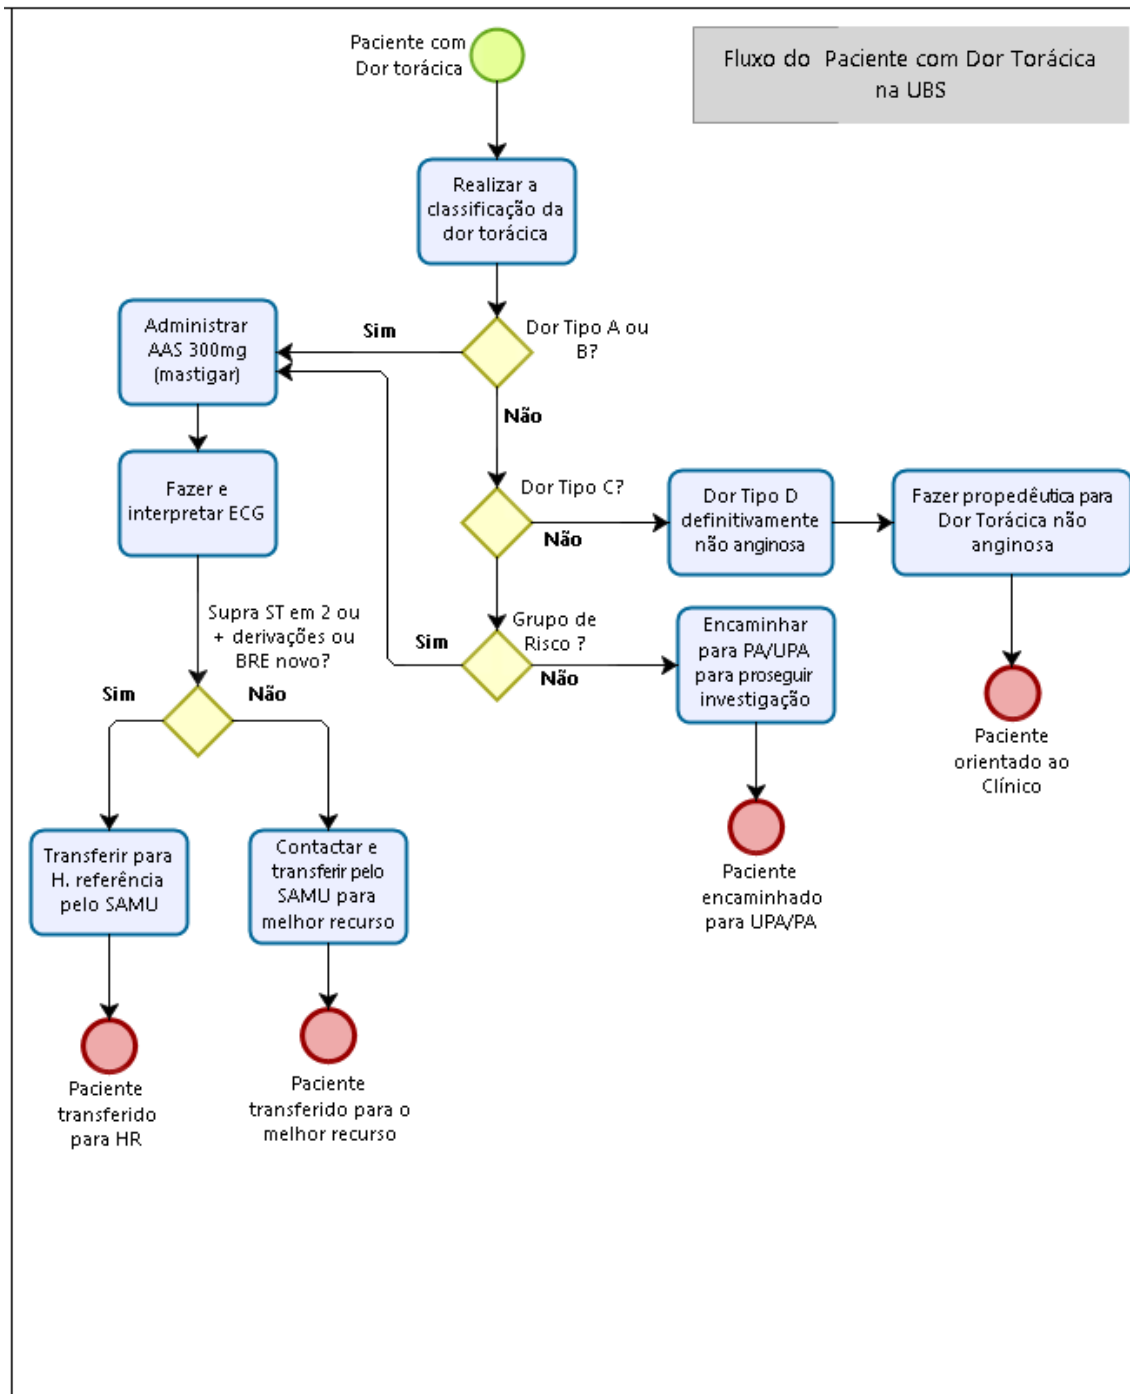 Paciente com
Dor torácica
Fluxo do Paciente com Dor Torácica
na UBS
Realizar a
classificação da
dor torácica
Dor Tipo A ou
B?
Sim
Administrar
AAS 300mg
(mastigar)
Não
Fazer e
interpretar ECG
Dor Tipo C?
Não
Dor Tipo D
definitivamente
não anginosa
Fazer propedêutica para
Dor Torácica não
anginosa
Grupo de
Risco ?
Sim
Não
Encaminhar
para PA/UPA
para proseguir
investigação
Supra ST em 2 ou
+ derivações ou
BRE novo?
Sim
Não
Paciente
orientado ao
Clínico
Transferir para
H. referência
pelo SAMU
Contactar e
transferir pelo
SAMU para
melhor recurso
Paciente
encaminhado
para UPA/PA
Paciente
transferido
para HR
Paciente
transferido para o
melhor recurso